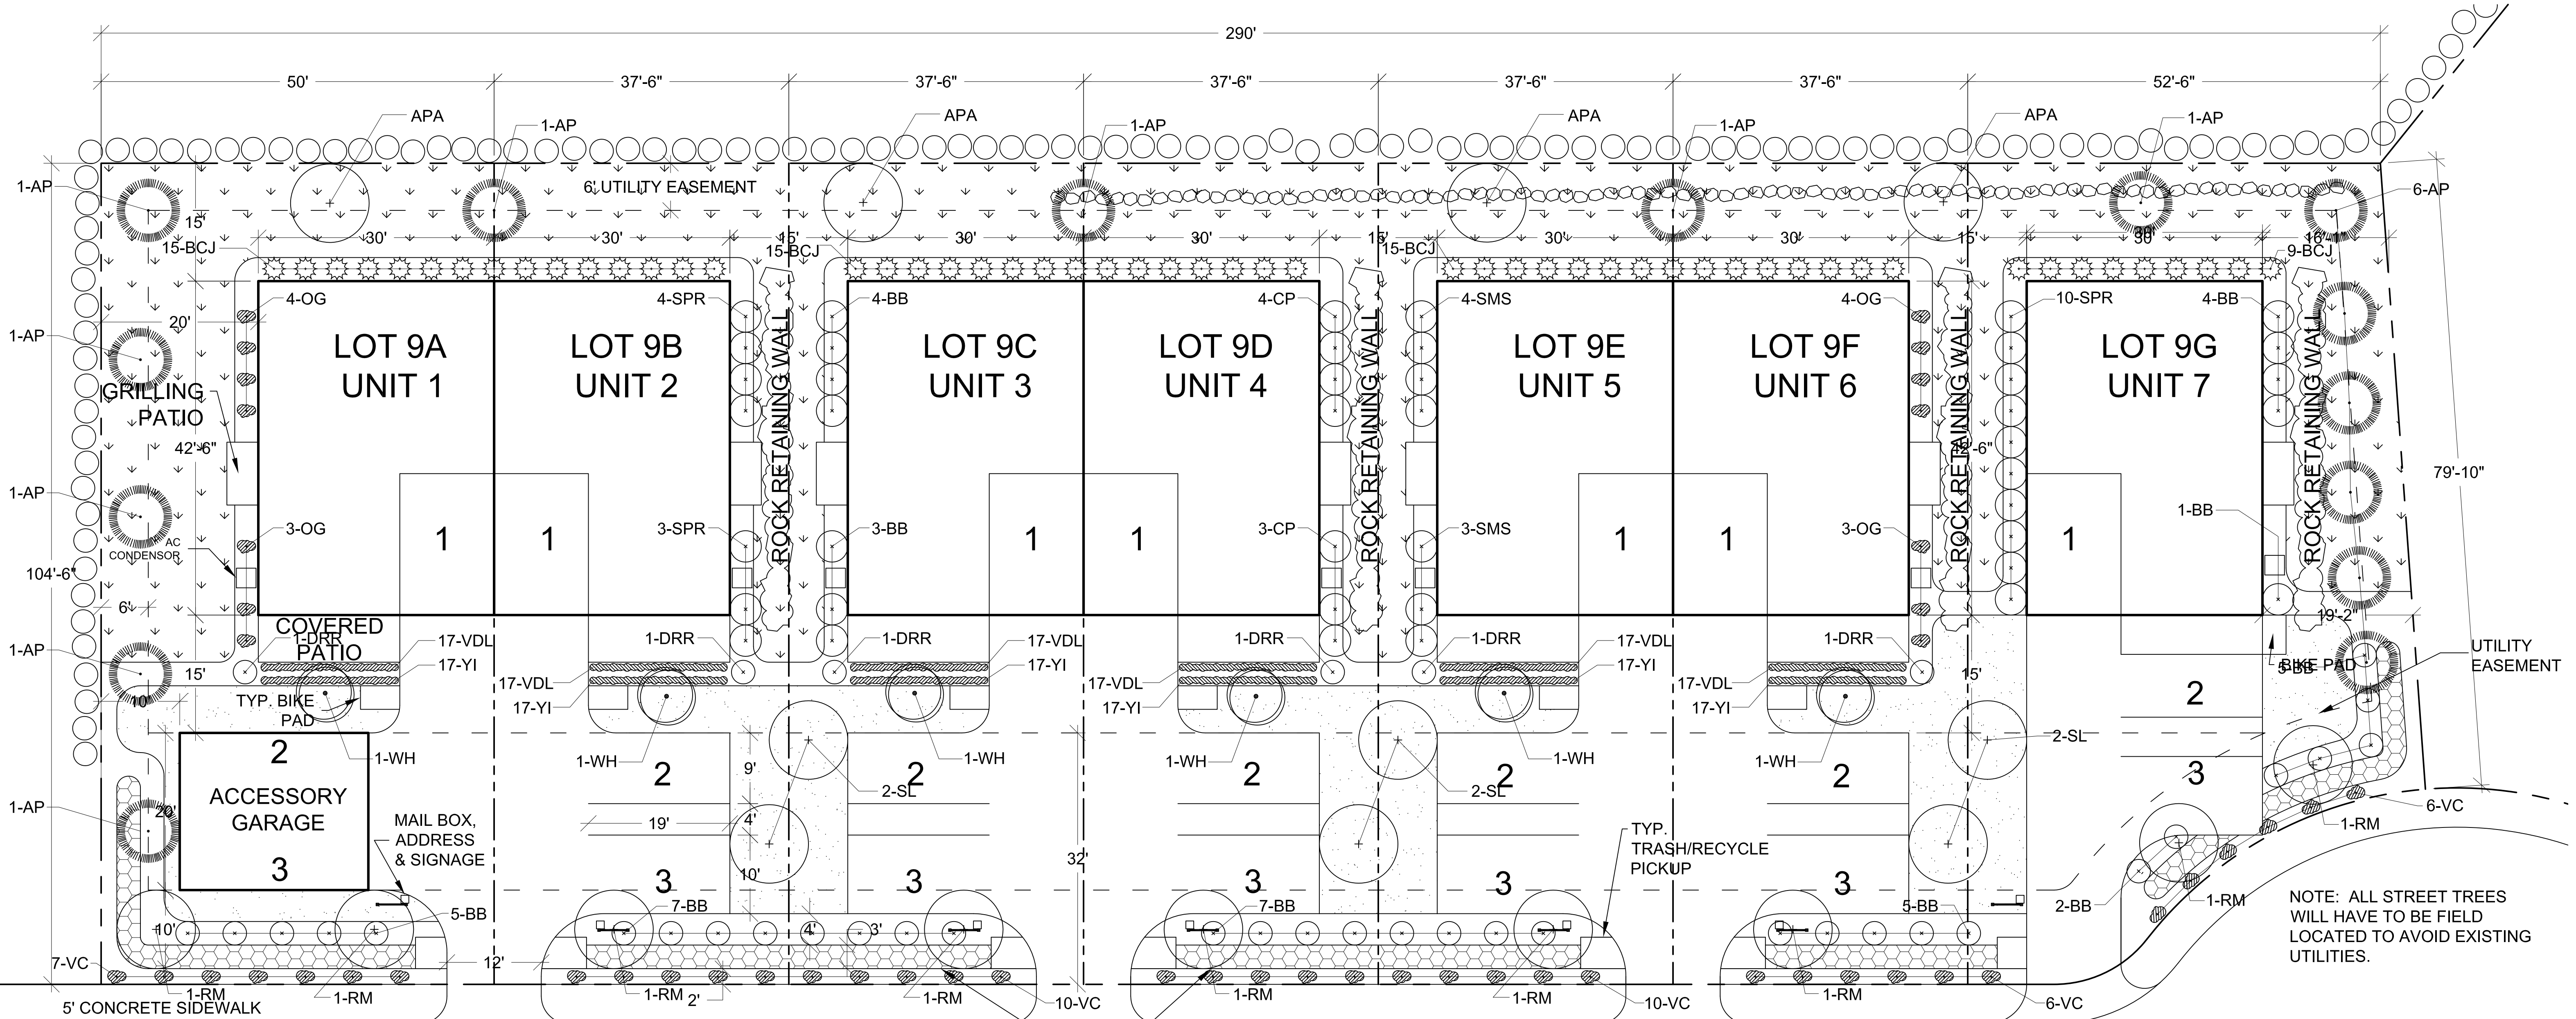 290'
50'
37'-6"
37'-6"
37'-6"
37'-6"
37'-6"
52'-6"
APA
1-AP
APA
1-AP
APA
1-AP
APA
1-AP
1-AP
6' UTILITY EASEMENT
6-AP
15'
30'
30'
15'
30'
30'
15'
30'
30'
15'
30'
16'-1"
15-BCJ
15-BCJ
15-BCJ
9-BCJ
4-OG
4-SPR
4-BB
4-CP
4-SMS
4-OG
10-SPR
4-BB
20'
1-AP
LOT 9A
UNIT 1
LOT 9B
UNIT 2
LOT 9C
UNIT 3
LOT 9D
UNIT 4
LOT 9E
UNIT 5
LOT 9F
UNIT 6
LOT 9G
UNIT 7
ROCK RETAINING WALL
ROCK RETAINING WALL
ROCK RETAINING WALL
ROCK RETAINING WALL
GRILLING
PATIO
42'-6"
42'-6"
79'-10"
1-AP
3-OG
3-SPR
3-BB
3-CP
3-SMS
3-OG
1-BB
1
1
1
1
1
1
1
AC
CONDENSOR
104'-6"
6'
19'-2"
COVERED
PATIO
1-DRR
17-VDL
17-YI
1-DRR
17-VDL
17-YI
1-DRR
17-VDL
17-YI
1-DRR
17-VDL
17-YI
1-DRR
17-VDL
17-YI
1-DRR
17-VDL
17-YI
1-AP
15'
15'
BIKE PAD
5-BB
UTILITY
EASEMENT
10'
TYP. BIKE
PAD
1-WH
1-WH
1-WH
1-WH
1-WH
1-WH
2
2
2
2
2
2
2
3
2-SL
2-SL
2-SL
9'
19'
4'
10'
32'
1-AP
20'
ACCESSORY
GARAGE
3
MAIL BOX,
ADDRESS
& SIGNAGE
TYP.
TRASH/RECYCLE
PICKUP
6-VC
1-RM
3
3
3
3
3
5-BB
7-BB
7-BB
5-BB
2-BB
1-RM
10'
4'
3'
12'
7-VC
1-RM
1-RM
1-RM
2'
1-RM
10-VC
1-RM
1-RM
10-VC
1-RM
6-VC
5' CONCRETE SIDEWALK
NOTE: ALL STREET TREES
WILL HAVE TO BE FIELD
LOCATED TO AVOID EXISTING
UTILITIES.